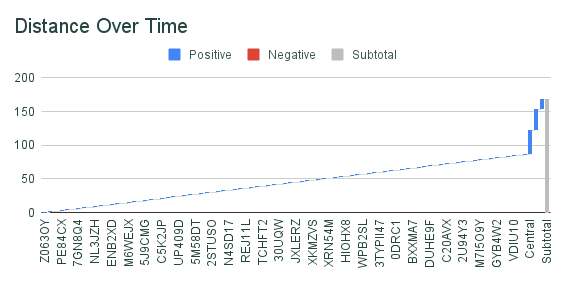 Distance Over Time
Positive
Negative
Subtotal
200
150
100
50
0
Z063OY
PE84CX
7GN8Q4
NL3JZH
ENB2XD
M6WEJX
5J9CMG
C5K2JP
UP409D
5M58DT
2STUSO
N4SD17
REJ11L
TCHFT2
30UQWP
JXLERZ
XKMZVS
XRN54M
HIOHX8
WPB2SL
3TYPII47
0DRC1
BXXMA7
DUHE9F
C20AVX
2U94Y3
M7I5O9Y
GYB4W2
VDIU10
Central
Subtotal